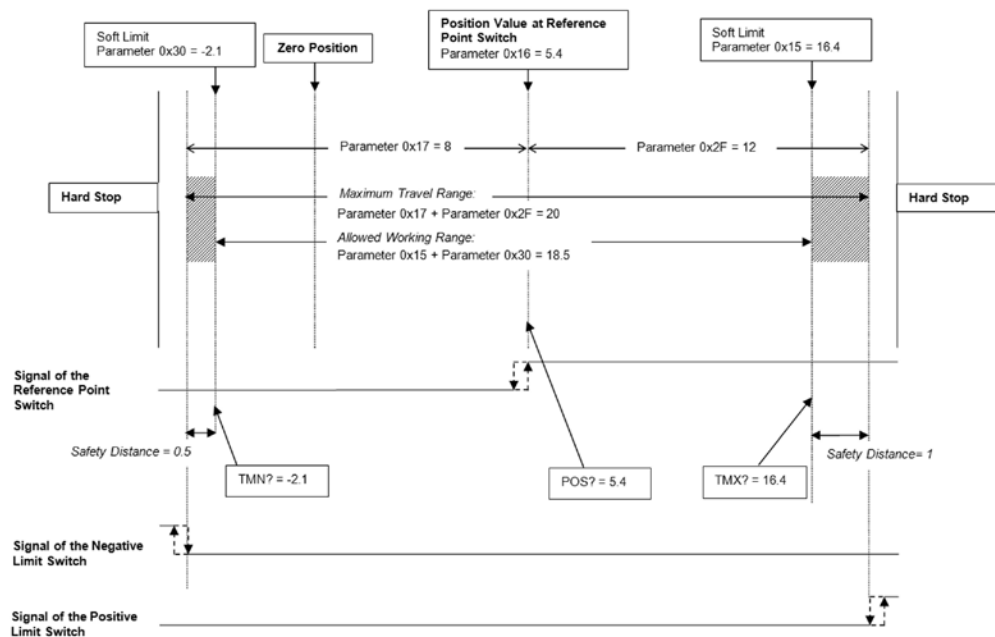 Soft Limit
Parameter 0x30 = -2.1
Zero Position
Position Value at Reference
Point Switch
Parameter 0x16 = 5.4
Soft Limit
Parameter 0x15 = 16.4
Parameter 0x17 = 8
Parameter 0x2F = 12
Hard Stop
Maximum Travel Range:
Parameter 0x17 + Parameter 0x2F = 20
Hard Stop
Allowed Working Range:
Parameter 0x15 + Parameter 0x30 = 18.5
Signal of the
Reference Point
Switch
Safety Distance = 0.5
Safety Distance= 1
TMN? = -2.1
POS? = 5.4
TMX? = 16.4
Signal of the Negative
Limit Switch
Signal of the Positive
Limit Switch